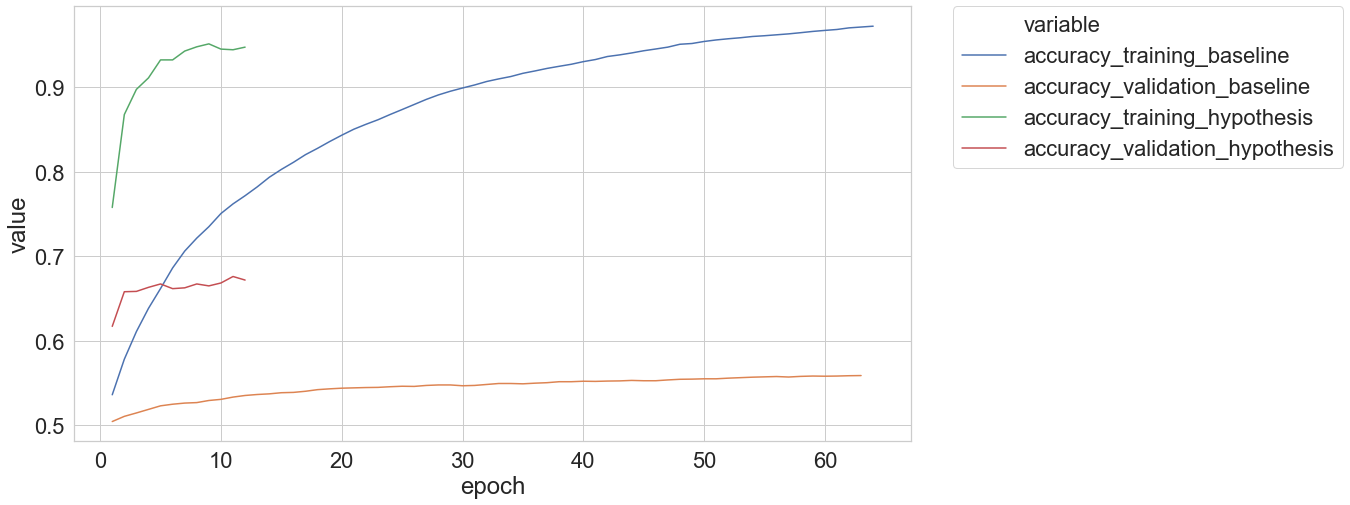 variable
accuracy_training_baseline
accuracy_validation_baseline
accuracy_training_hypothesis
accuracy_validation_hypothesis
value
0.9
0.8
0.7
0.6
0.5
0 10 20 30 40 50 60
epoch